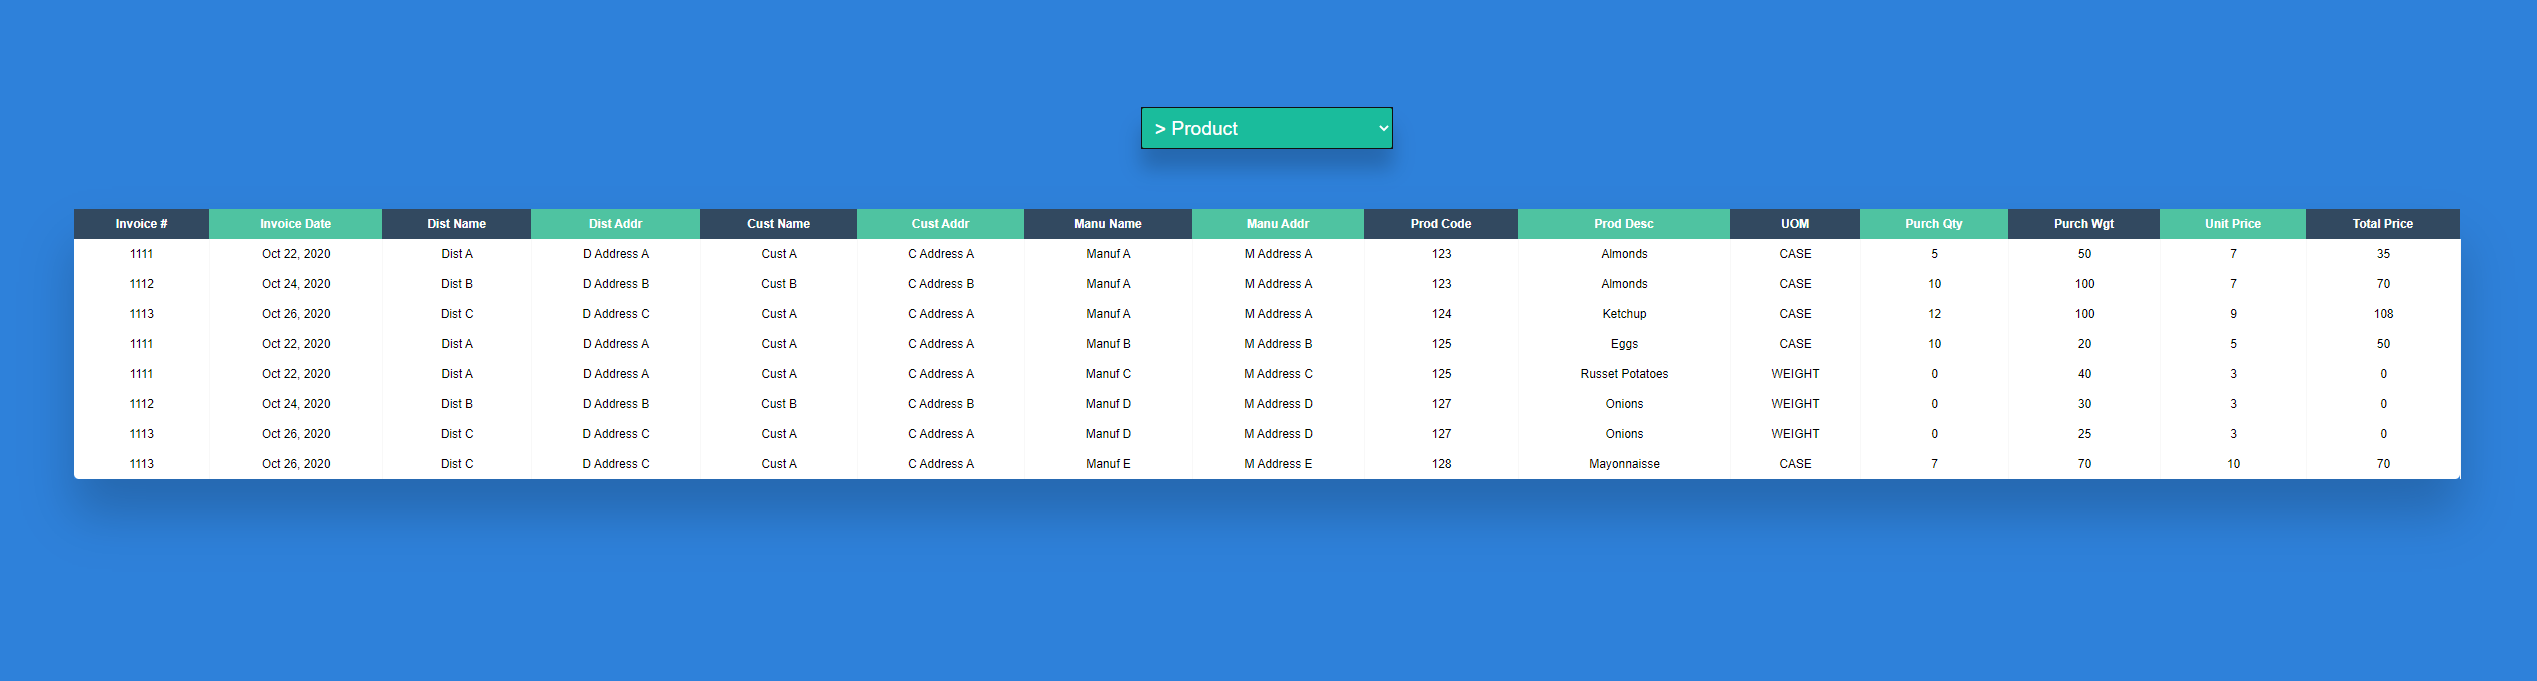 > Product
Invoice # Invoice Date Dist Name Dist Addr Cust Name Cust Addr Manu Name Manu Addr Prod Code Prod Desc UOM Purch Qty Purch Wgt Unit Price Total Price
1111 Oct 22, 2020 Dist A D Address A Cust A C Address A Manuf A M Address A 123 Almonds CASE 5 50 7 35
1112 Oct 24, 2020 Dist B D Address B Cust B C Address B Manuf A M Address A 123 Almonds CASE 10 100 7 70
1113 Oct 26, 2020 Dist C D Address C Cust A C Address A Manuf A M Address A 124 Ketchup CASE 12 100 9 108
1111 Oct 22, 2020 Dist A D Address A Cust A C Address A Manuf B M Address B 125 Eggs CASE 10 20 5 50
1111 Oct 22, 2020 Dist A D Address A Cust A C Address A Manuf C M Address C 125 Russet Potatoes WEIGHT 0 40 3 0
1112 Oct 24, 2020 Dist B D Address B Cust B C Address B Manuf D M Address D 127 Onions WEIGHT 0 30 3 0
1113 Oct 26, 2020 Dist C D Address C Cust A C Address A Manuf D M Address D 127 Onions WEIGHT 0 25 3 0
1113 Oct 26, 2020 Dist C D Address C Cust A C Address A Manuf E M Address E 128 Mayonnaisse CASE 7 70 10 70